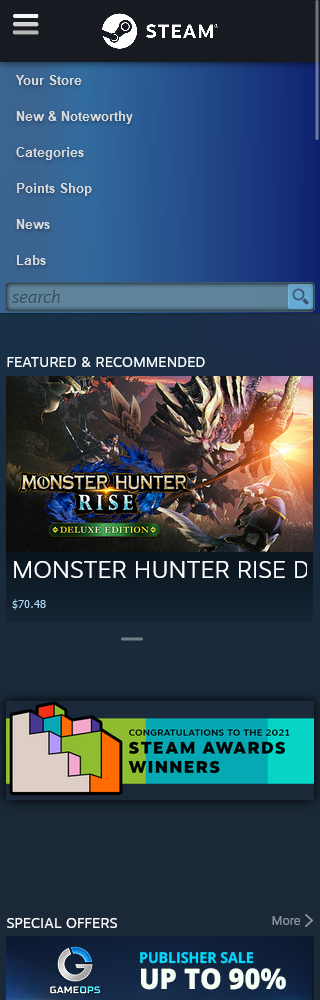 STEAM
Your Store
New & Noteworthy
Categories
Points Shop
News
Labs
search
FEATURED & RECOMMENDED
MONSTER HUNTER
RISE
DELUXE EDITION
MONSTER HUNTER RISE D
$70.48
CONGRATULATIONS TO THE 2021
STEAM AWARDS
WINNERS
SPECIAL OFFERS
More
GAMEOPS
PUBLISHER SALE
UP TO 90%